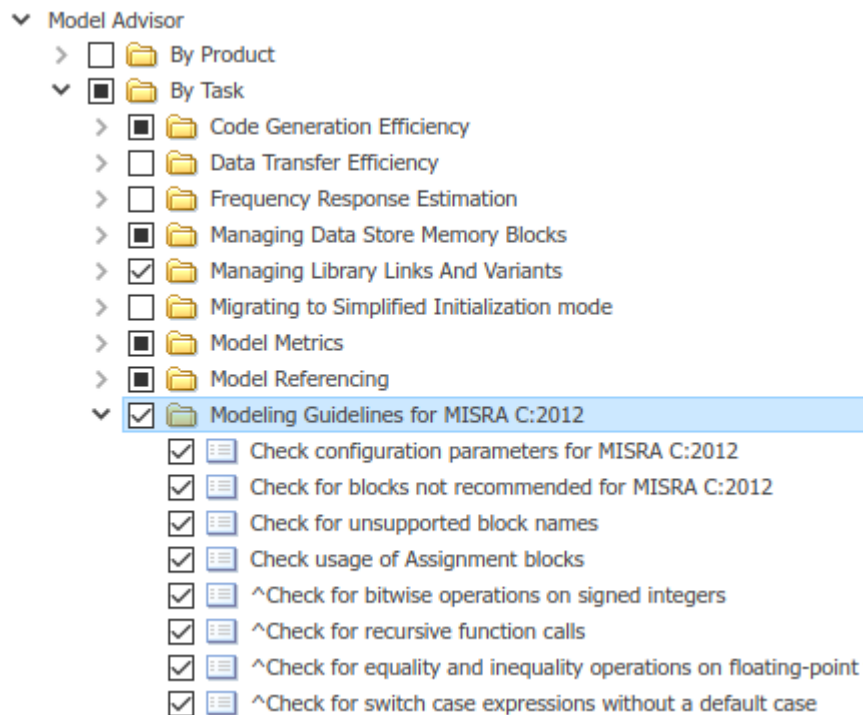 Model Advisor
By Product
By Task
Code Generation Efficiency
Data Transfer Efficiency
Frequency Response Estimation
Managing Data Store Memory Blocks
Managing Library Links And Variants
Migrating to Simplified Initialization mode
Model Metrics
Model Referencing
Modeling Guidelines for MISRA C:2012
Check configuration parameters for MISRA C:2012
Check for blocks not recommended for MISRA C:2012
Check for unsupported block names
Check usage of Assignment blocks
^Check for bitwise operations on signed integers
^Check for recursive function calls
^Check for equality and inequality operations on floating-point
^Check for switch case expressions without a default case